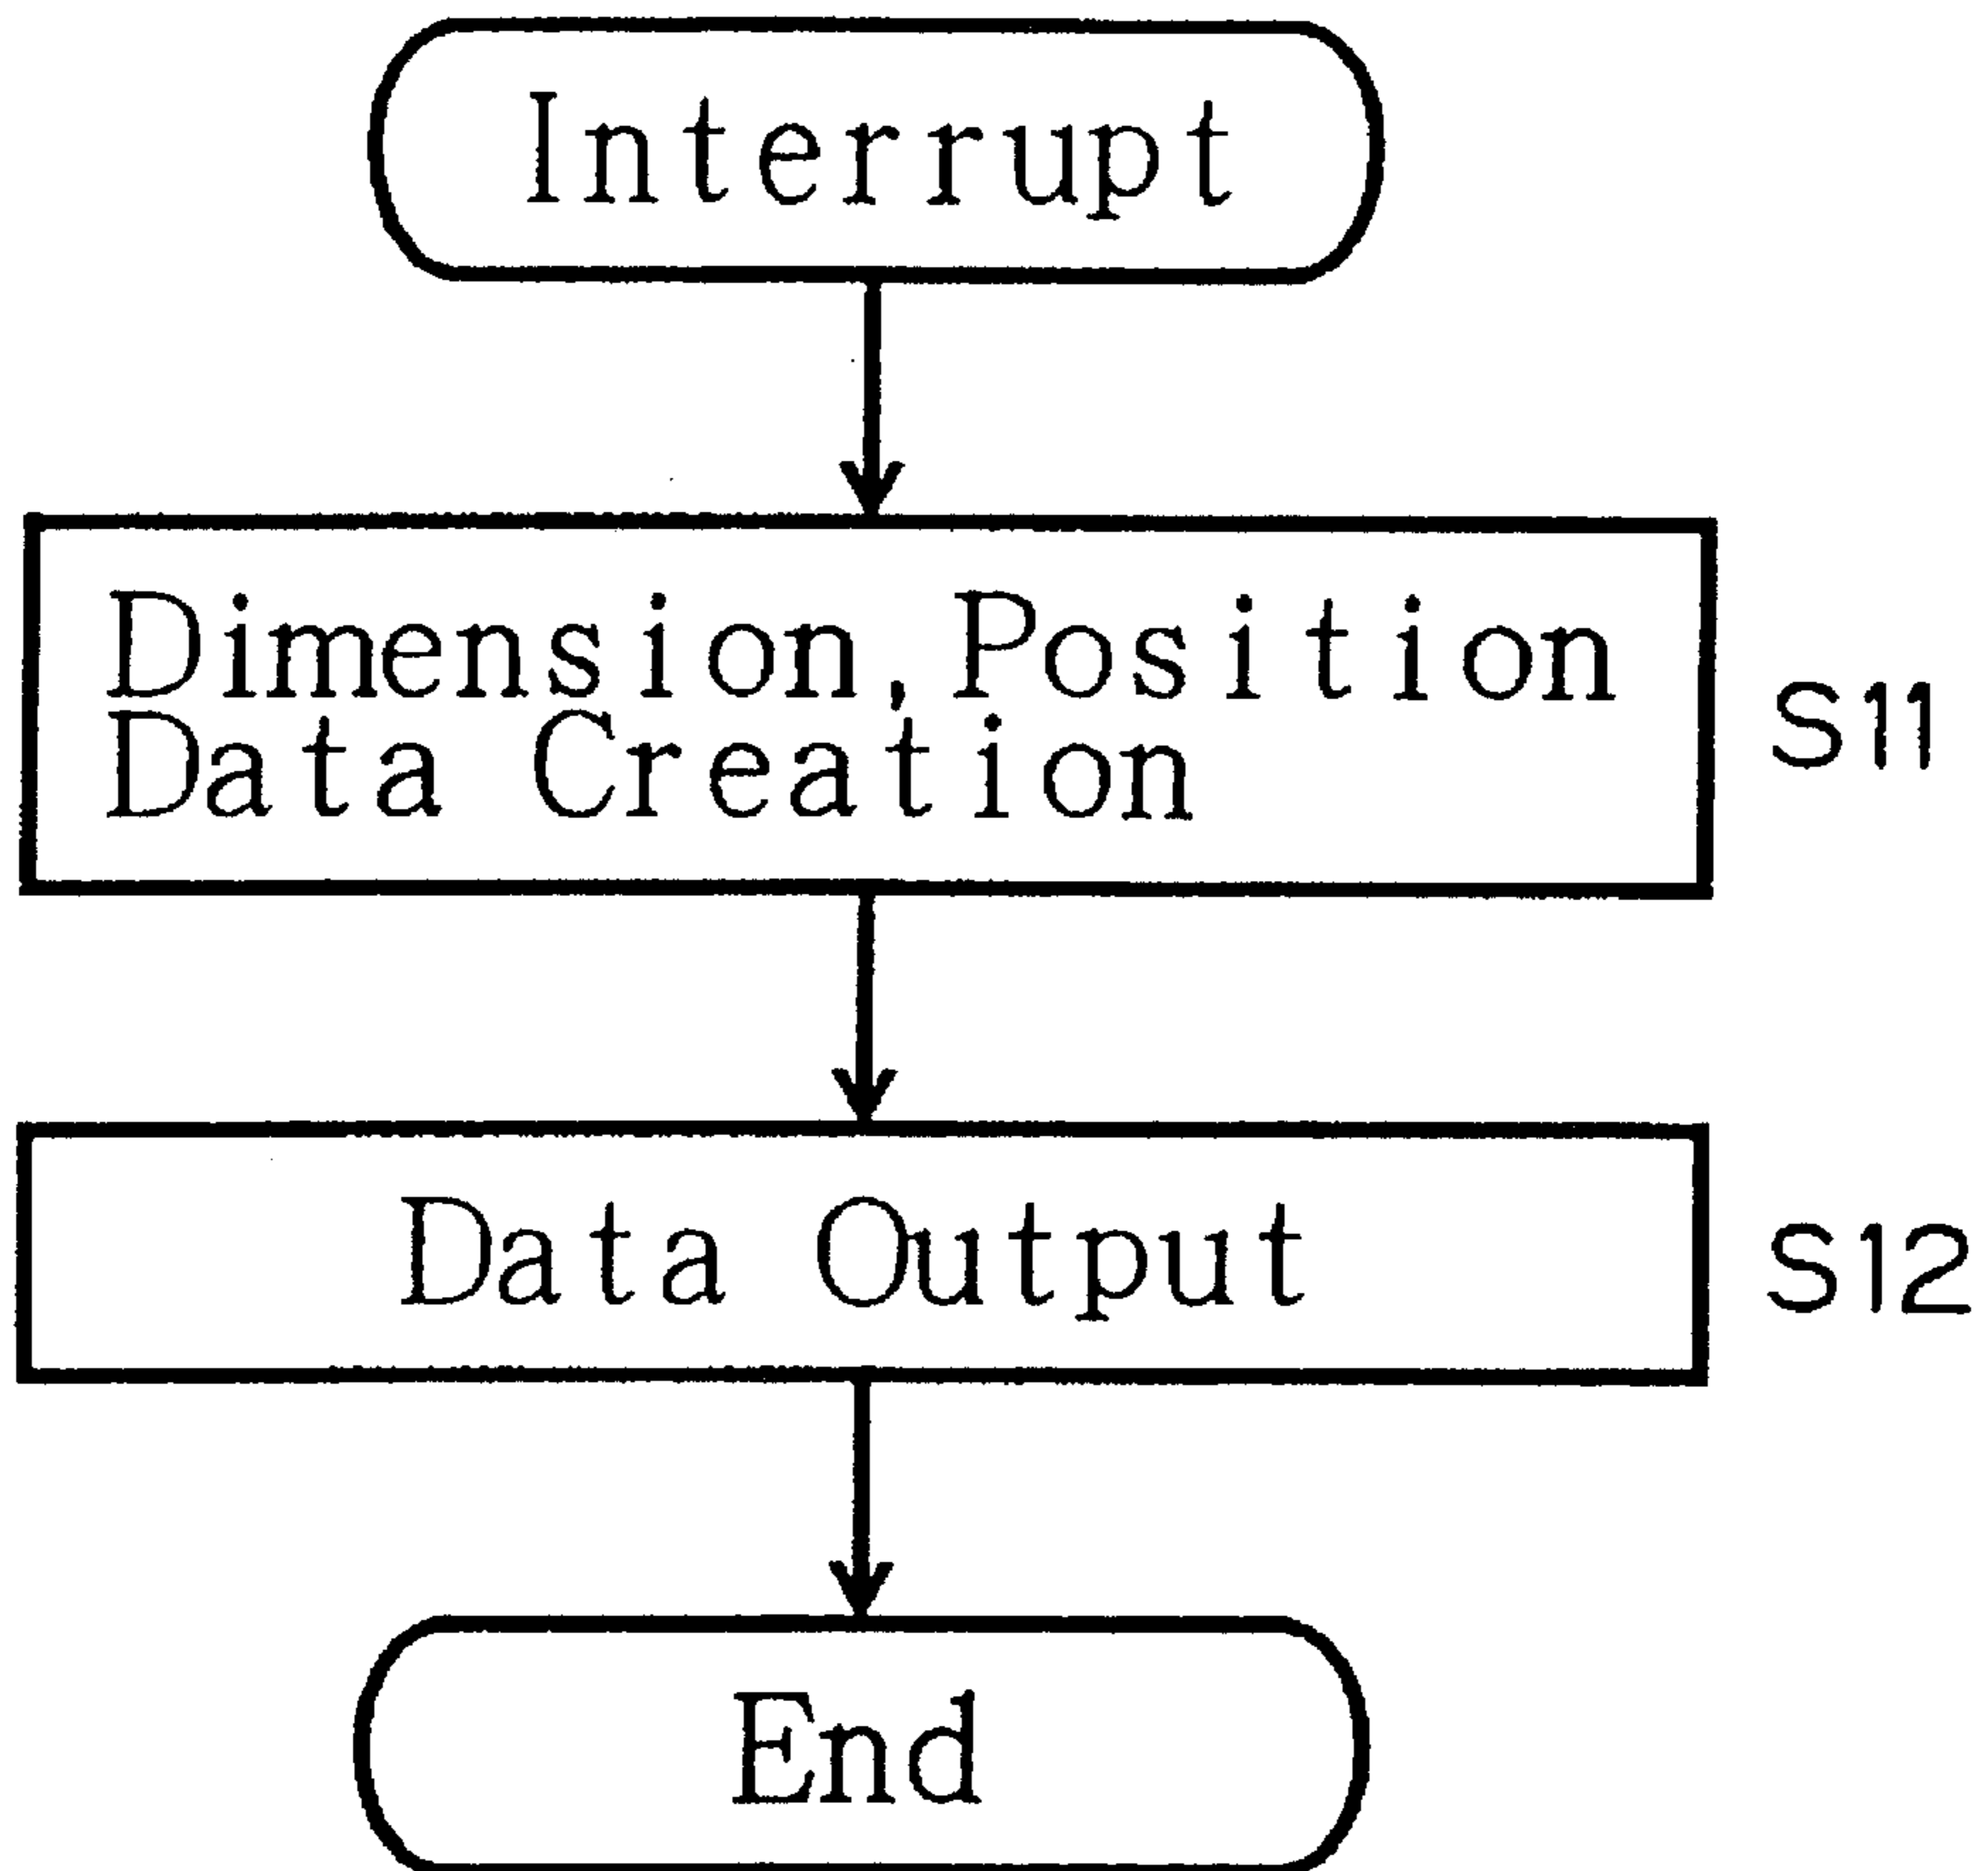 Interrupt
Dimension, Position
Data Creation
S11
Data Output
S12
End